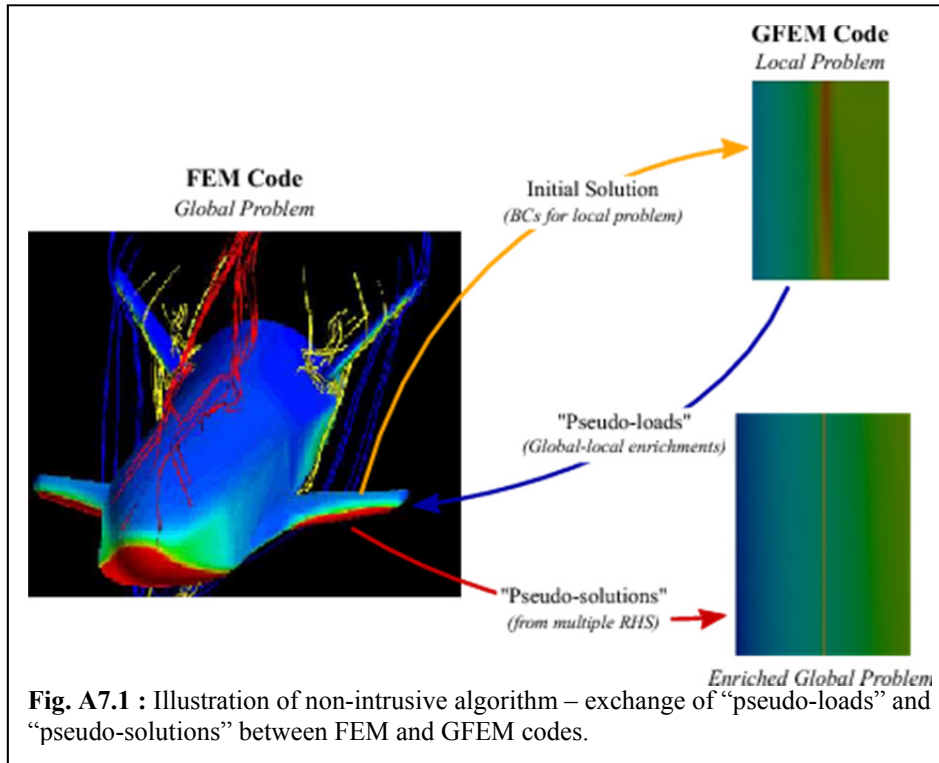 GFEM Code
Local Problem
FEM Code
Global Problem
Initial Solution
(BCs for local problem)
"Pseudo-loads"
(Global-local enrichments)
"Pseudo-solutions"
(from multiple RHS)
Enriched Global Problem
Fig. A7.1 : Illustration of non-intrusive algorithm – exchange of “pseudo-loads” and
“pseudo-solutions” between FEM and GFEM codes.